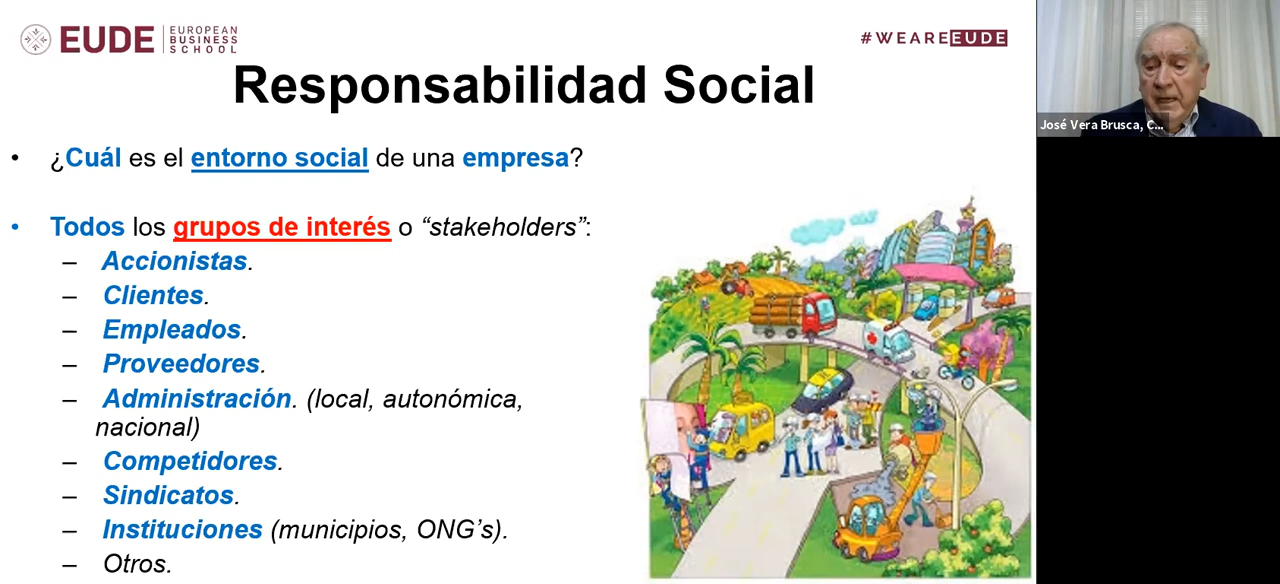 EUDE EUROPEAN BUSINESS SCHOOL
#WEAREEUDE
Responsabilidad Social
José Vera Brusca, C...
• ¿Cuál es el entorno social de una empresa?
• Todos los grupos de interés o “stakeholders”:
– Accionistas.
– Clientes.
– Empleados.
– Proveedores.
– Administración. (local, autonómica,
nacional)
– Competidores.
– Sindicatos.
– Instituciones (municipios, ONG’s).
– Otros.